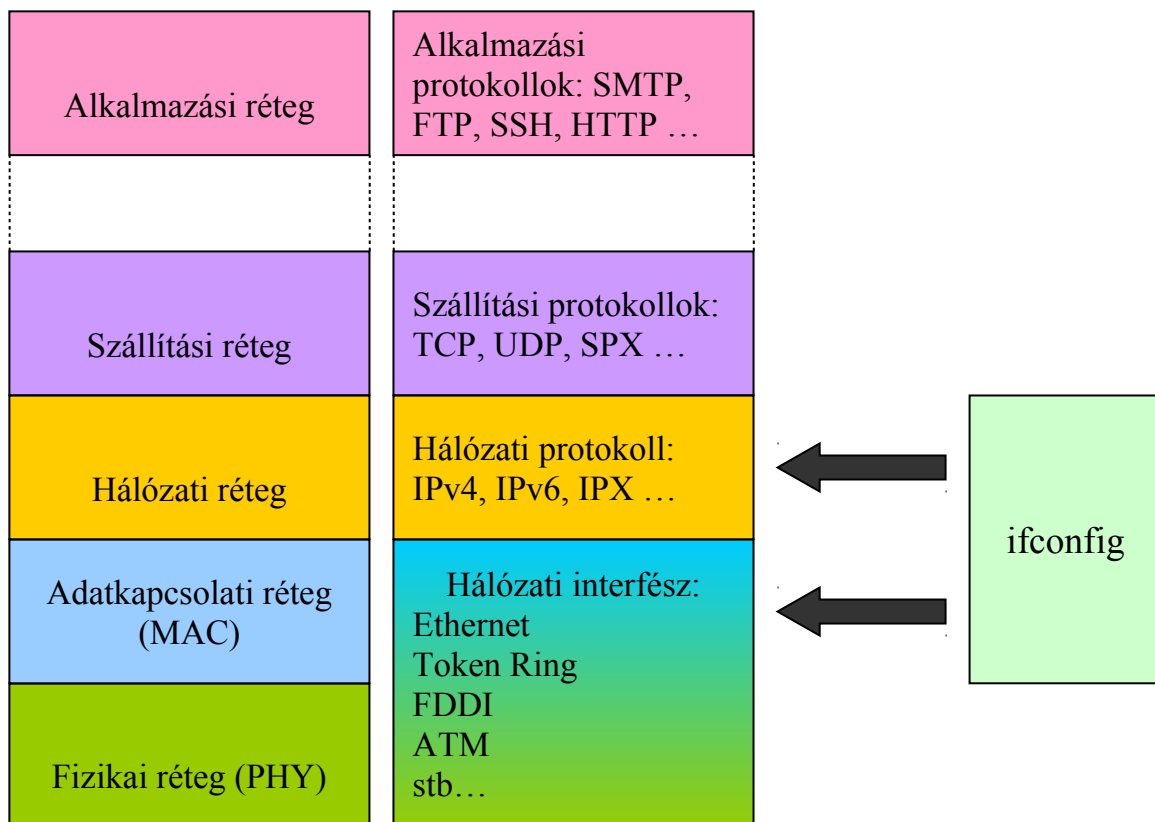 Alkalmazási réteg
Alkalmazási
protokollok: SMTP,
FTP, SSH, HTTP …
Szállítási réteg
Szállítási protokollok:
TCP, UDP, SPX …
Hálózati réteg
Hálózati protokoll:
IPv4, IPv6, IPX …
Adatkapcsolati réteg
(MAC)
Fizikai réteg (PHY)
Hálózati interfész:
Ethernet
Token Ring
FDDI
ATM
stb…
ifconfig